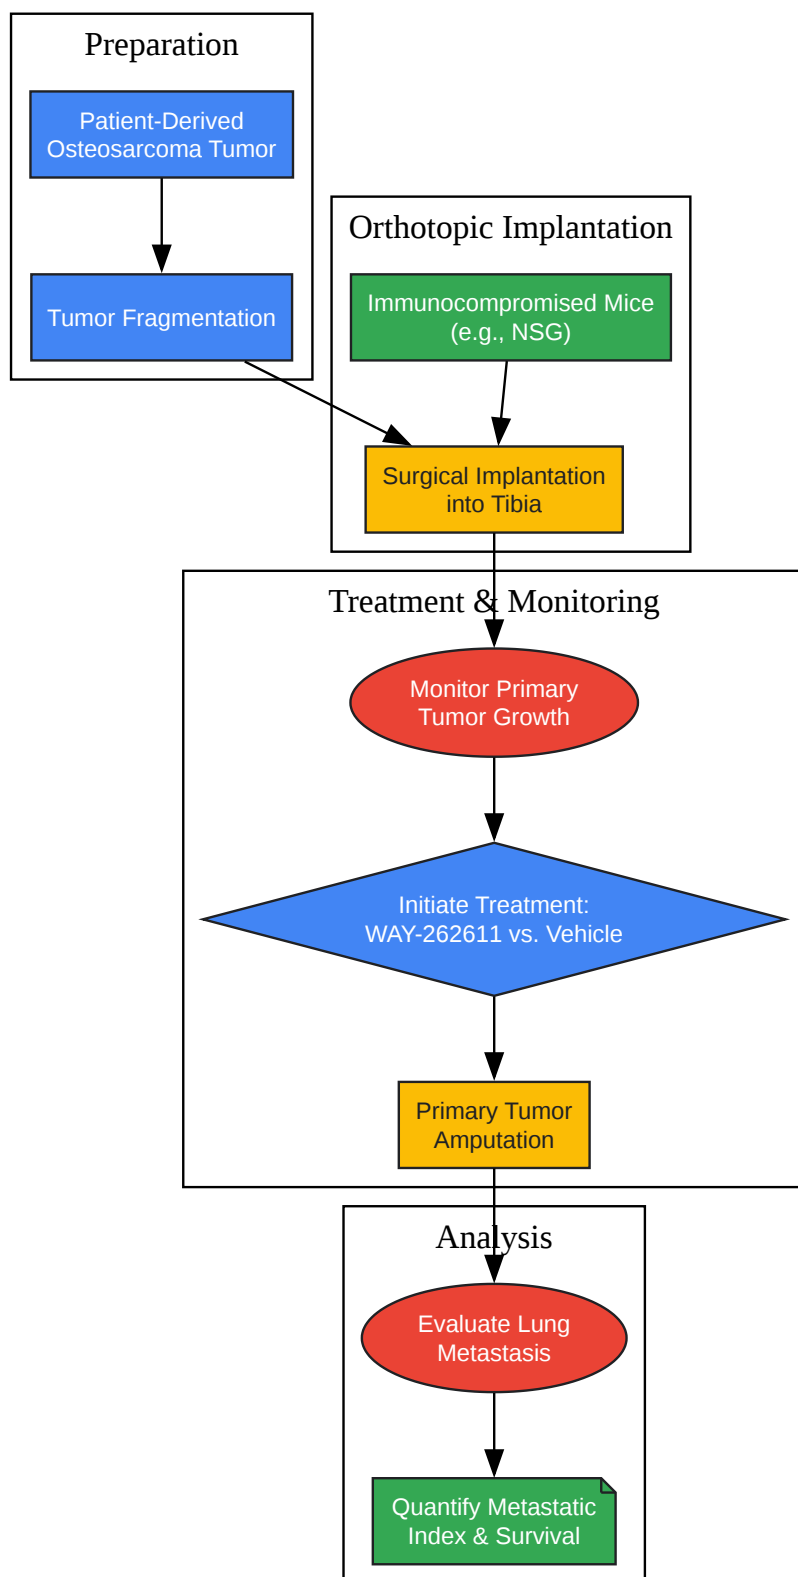 Preparation
Patient-Derived
Osteosarcoma Tumor
Tumor Fragmentation
Orthotopic Implantation
Immunocompromised Mice
(e.g., NSG)
Surgical Implantation
into Tibia
Treatment & Monitoring
Monitor Primary
Tumor Growth
Initiate Treatment:
WAY-262611 vs. Vehicle
Primary Tumor
Amputation
Analysis
Evaluate Lung
Metastasis
Quantify Metastatic
Index & Survival